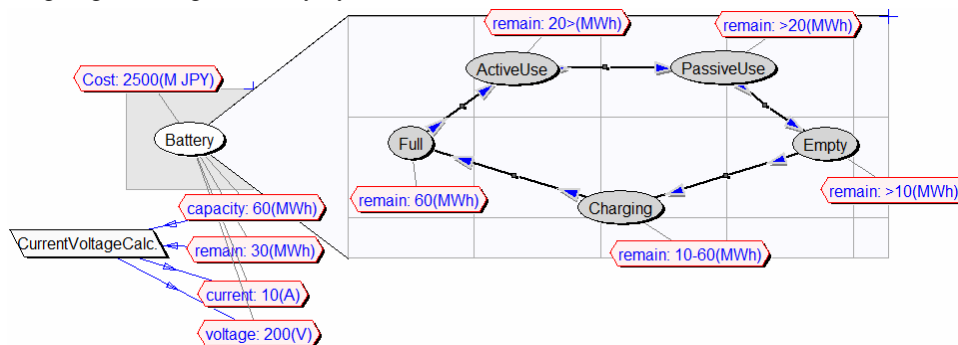 remain: 20>(MWh)
remain: >20(MWh)
ActiveUse
PassiveUse
Cost: 2500(M JPY)
Battery
Full
Empty
remain: 60(MWh)
remain: >10(MWh)
capacity: 60(MWh)
Charging
CurrentVoltageCalc.
remain: 30(MWh)
remain: 10-60(MWh)
current: 10(A)
voltage: 200(V)